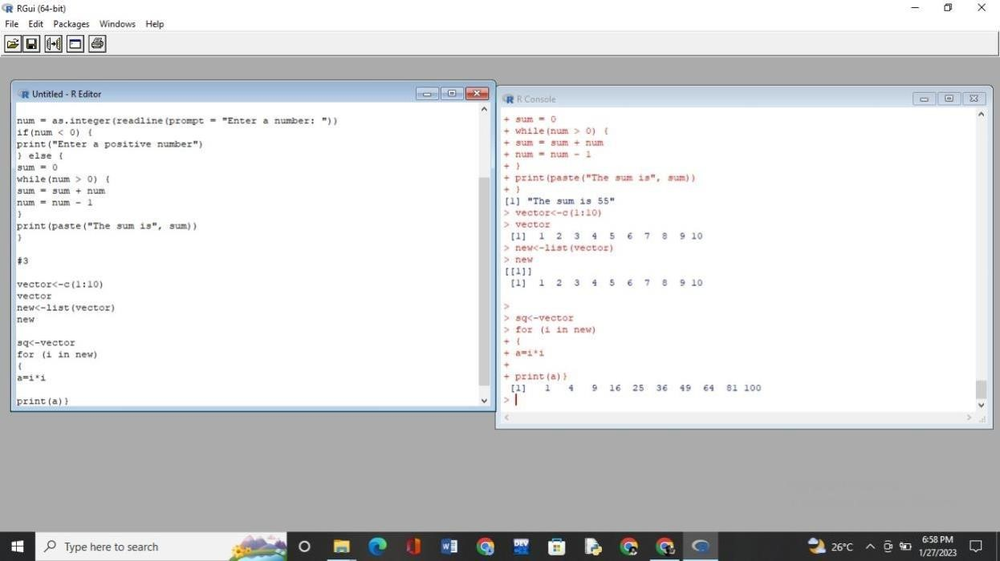 RGui (64-bit)
File Edit Packages Windows Help
Untitled - R Editor
num = as.integer(readline(prompt = "Enter a number: "))
if(num < 0) {
print("Enter a positive number")
} else {
sum = 0
while(num > 0) {
sum = sum + num
num = num - 1
}
print(paste("The sum is", sum))
}
#3
vector<-c(1:10)
vector
new<-list(vector)
new
sq<-vector
for (i in new)
{
a=i*i
print(a)}
R Console
+ sum = 0
+ while(num > 0) {
+ sum = sum + num
+ num = num - 1
+ }
+ print(paste("The sum is", sum))
+ }
[1] "The sum is 55"
> vector<-c(1:10)
> vector
[1] 1 2 3 4 5 6 7 8 9 10
> new<-list(vector)
> new
[[1]]
[1] 1 2 3 4 5 6 7 8 9 10
>
> sq<-vector
> for (i in new)
+ {
+ a=i*i
+
+ print(a)}
[1] 1 4 9 16 25 36 49 64 81 100
>
Type here to search
DEV
26°C
6:58 PM
1/27/2023